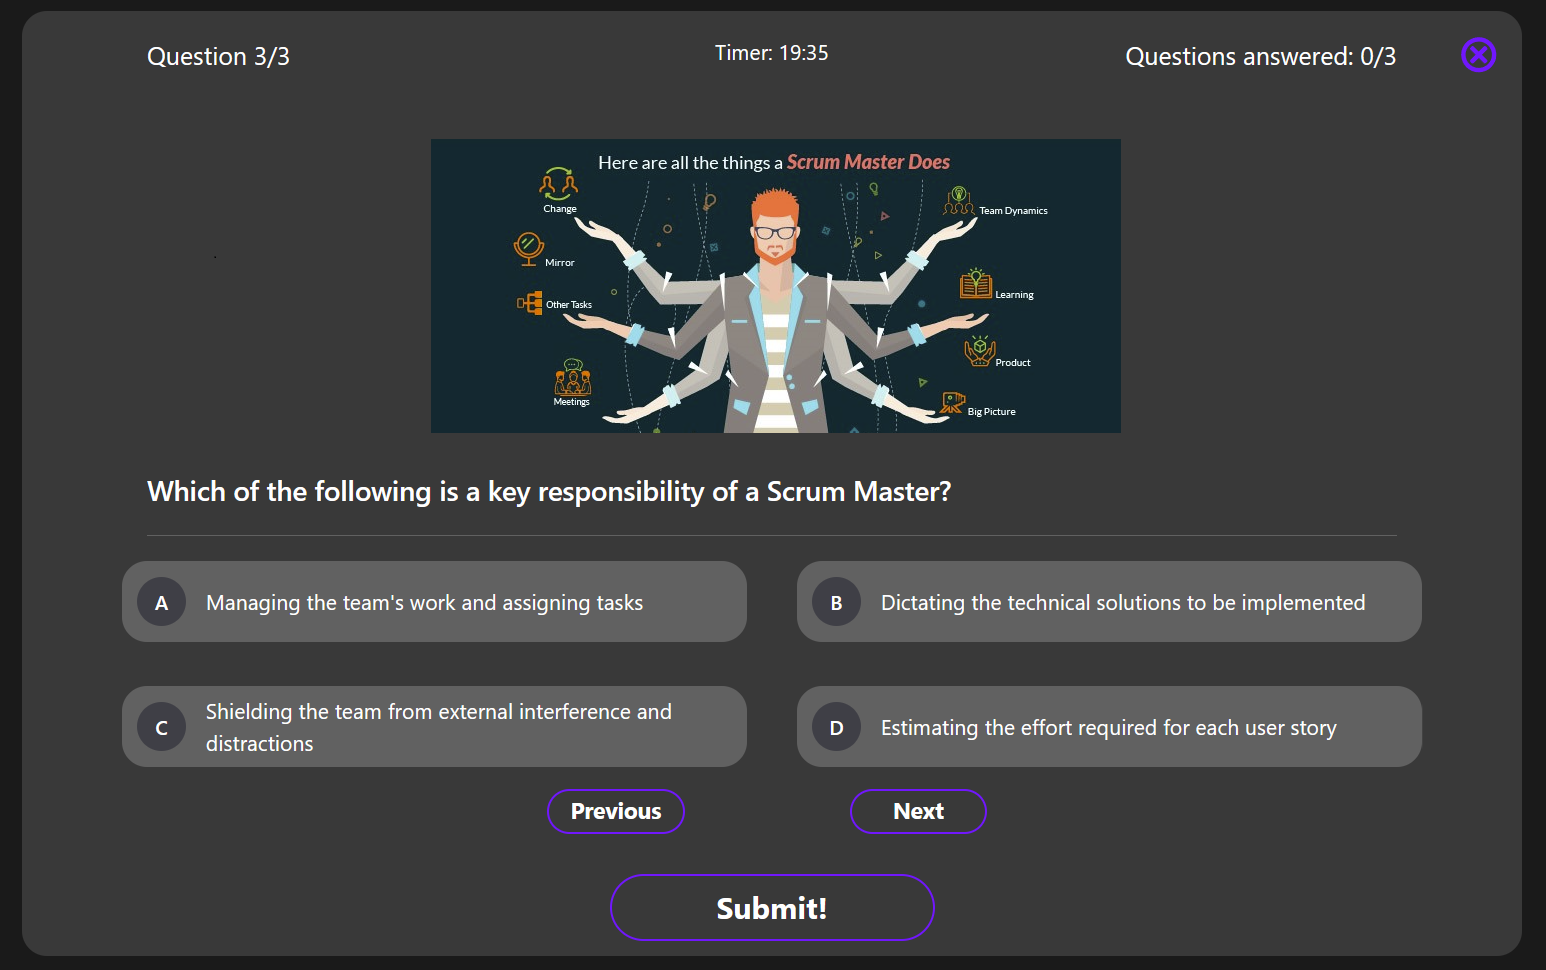 Question 3/3
Timer: 19:35
Questions answered: 0/3
Here are all the things a Scrum Master Does
Change
Team Dynamics
Mirror
Learning
Other Tasks
Product
Meetings
Big Picture
Which of the following is a key responsibility of a Scrum Master?
A Managing the team's work and assigning tasks
B Dictating the technical solutions to be implemented
C Shielding the team from external interference and
distractions
D Estimating the effort required for each user story
Previous
Next
Submit!